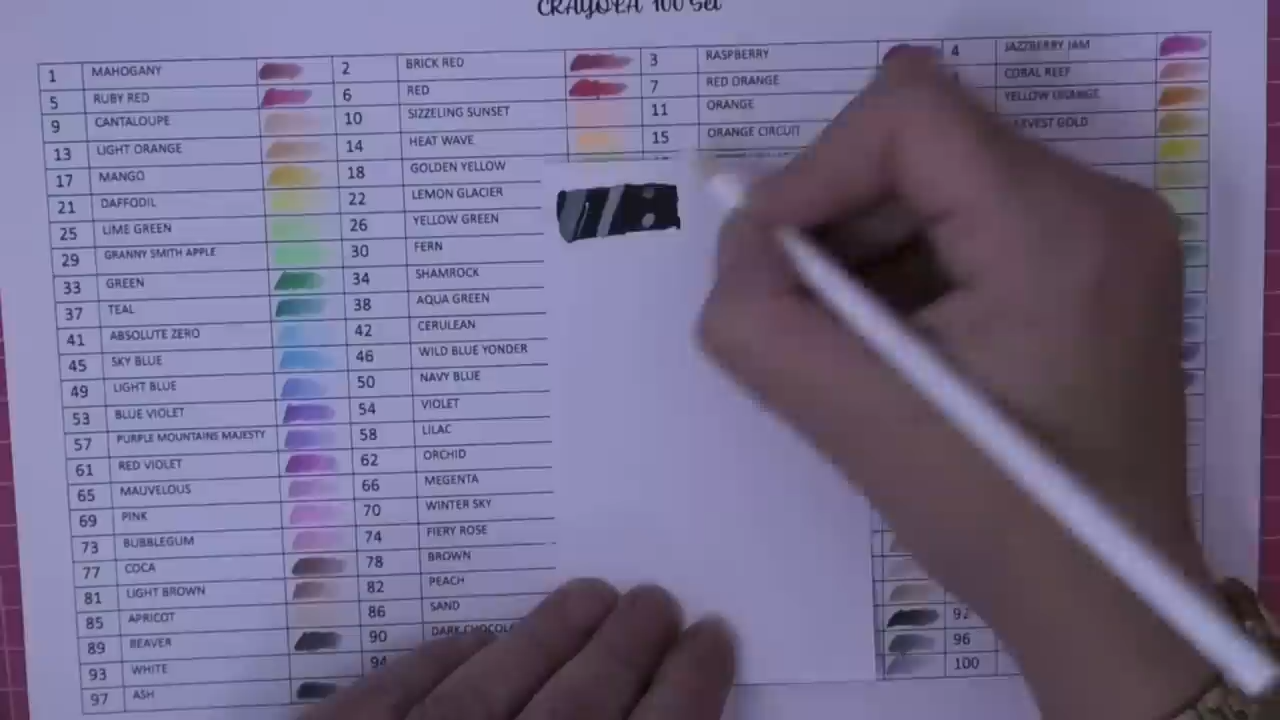 CRAYOLA 100 Set
1 MAHOGANY 2 BRICK RED 3 RASPBERRY 4 JAZZBERRY JAM
5 RUBY RED 6 RED 7 RED ORANGE CORAL REEF
9 CANTALOUPE 10 SIZZELING SUNSET 11 ORANGE YELLOW ORANGE
13 LIGHT ORANGE 14 HEAT WAVE 15 ORANGE CIRCUIT HARVEST GOLD
17 MANGO 18 GOLDEN YELLOW
21 DAFFODIL 22 LEMON GLACIER
25 LIME GREEN 26 YELLOW GREEN
29 GRANNY SMITH APPLE 30 FERN
33 GREEN 34 SHAMROCK
37 TEAL 38 AQUA GREEN
41 ABSOLUTE ZERO 42 CERULEAN
45 SKY BLUE 46 WILD BLUE YONDER
49 LIGHT BLUE 50 NAVY BLUE
53 BLUE VIOLET 54 VIOLET
57 PURPLE MOUNTAINS MAJESTY 58 LILAC
61 RED VIOLET 62 ORCHID
65 MAUVELOUS 66 MEGENTA
69 PINK 70 WINTER SKY
73 BUBBLEGUM 74 FIERY ROSE
77 COCA 78 BROWN
81 LIGHT BROWN 82 PEACH
85 APRICOT 86 SAND 92
89 BEAVER 90 DARK CHOCOL 96
93 WHITE 94 100
97 ASH